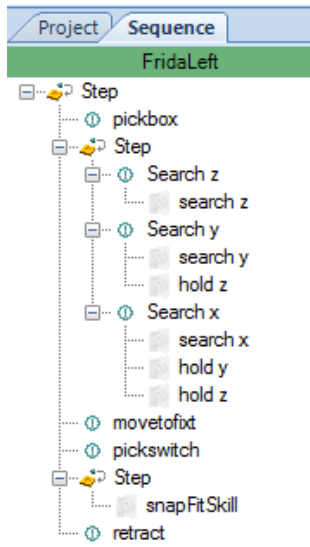 Project Sequence
FridaLeft
Step
pickbox
Step
Search z
search z
Search y
search y
hold z
Search x
search x
hold y
hold z
movetofixt
pickswitch
Step
snapFitSkill
retract